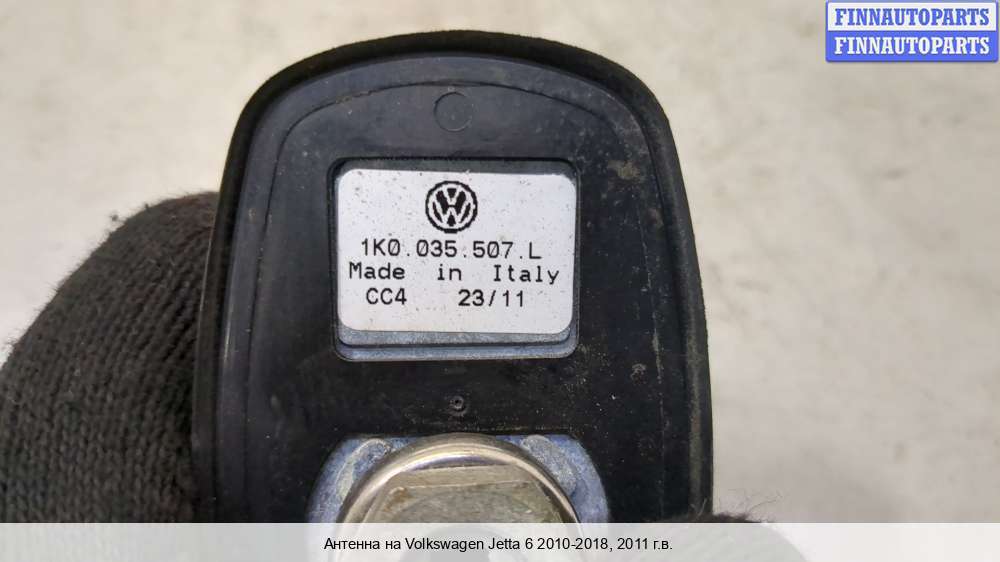 FINNAUTOPARTS
FINNAUTOPARTS
1K0.035.507.L
Made in Italy
CC4 23/11
Антенна на Volkswagen Jetta 6 2010-2018, 2011 г.в.